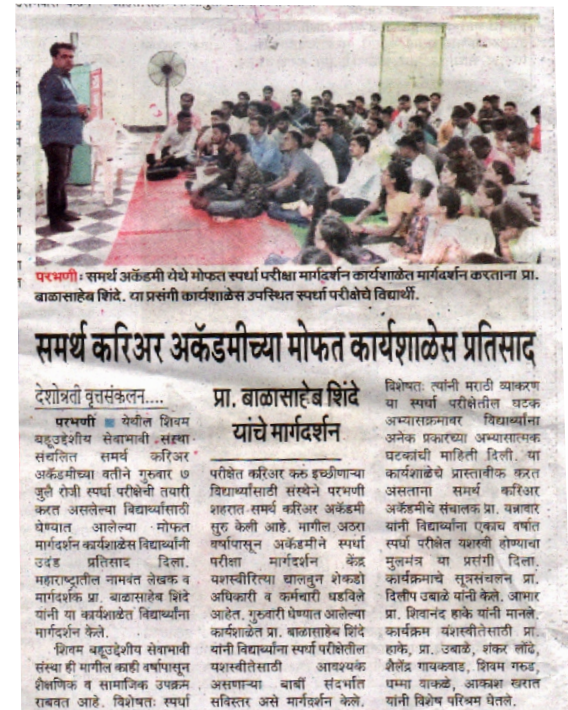 परभणी : समर्थ अकॅडमी येथे मोफत स्पर्धा परीक्षा मार्गदर्शन कार्यशाळेत मार्गदर्शन करताना प्रा.
बाळासाहेब शिंदे. या प्रसंगी कार्यशाळेस उपस्थित स्पर्धा परीक्षेचे विद्यार्थी.
समर्थ करिअर अकॅडमीच्या मोफत कार्यशाळेस प्रतिसाद
देशोन्नती वृत्तसंकलन....
परभणी येथील शिवम
बहूउद्देशीय सेवाभावी संस्था
संचलित समर्थ करिअर
अकॅडमीच्या वतीने गुरुवार ७
जुलै रोजी स्पर्धा परीक्षेची तयारी
करत असलेल्या विद्यार्थ्यांसाठी
घेण्यात आलेल्या मोफत
मार्गदर्शन कार्यशाळेस विद्यार्थ्यांनी
उदंड प्रतिसाद दिला.
महाराष्ट्रातील नामवंत लेखक व
मार्गदर्शक प्रा. बाळासाहेब शिंदे
यांनी या कार्यशाळेत विद्यार्थ्यांना
मार्गदर्शन केले.
शिवम बहूउद्देशीय सेवाभावी
संस्था ही मागील काही वर्षापासून
शैक्षणिक व सामाजिक उपक्रम
राबवत आहे. विशेषतः स्पर्धा
प्रा. बाळासाहेब शिंदे
यांचे मार्गदर्शन
परीक्षेत करिअर करु इच्छीणाऱ्या
विद्यार्थ्यांसाठी संस्थेने परभणी
शहरात समर्थ करिअर अकॅडमी
सुरु केली आहे. मागील अठरा
वर्षापासून अकॅडमीने स्पर्धा
परीक्षा मार्गदर्शन केंद्र
यशस्वीरित्या चालवुन शेकडो
अधिकारी व कर्मचारी घडविले
आहेत. गुरुवारी घेण्यात आलेल्या
कार्यशाळेत प्रा. बाळासाहेब शिंदे
यांनी विद्यार्थ्यांना स्पर्धा परीक्षेतील
यशस्वीतेसाठी आवश्यक
असणाऱ्या बाबीं संदर्भात
सविस्तर असे मार्गदर्शन केले.
विशेषतः त्यांनी मराठी व्याकरण
या स्पर्धा परीक्षेतील घटक
अभ्यासक्रमावर विद्यार्थ्यांना
अनेक प्रकारच्या अभ्यासात्मक
घटकांची माहिती दिली. या
कार्यशाळेचे प्रास्तावीक करत
असताना समर्थ करिअर
अकॅडमीचे संचालक प्रा. यन्नावार
यांनी विद्यार्थ्यांना एकाच वर्षात
स्पर्धा परीक्षेत यशस्वी होण्याचा
मुलमंत्र या प्रसंगी दिला.
कार्यक्रमाचे सूत्रसंचलन प्रा.
दिलीप उबाळे यांनी केले. आभार
प्रा. शिवानंद हाके यांनी मानले.
कार्यक्रम यशस्वीतेसाठी प्रा.
हाके, प्रा. उबाळे, शंकर लोंढे,
शैलेंद्र गायकवाड, शिवम गरुड,
धम्मा वाकळे, आकाश खरात
यांनी विशेष परिश्रम घेतले.